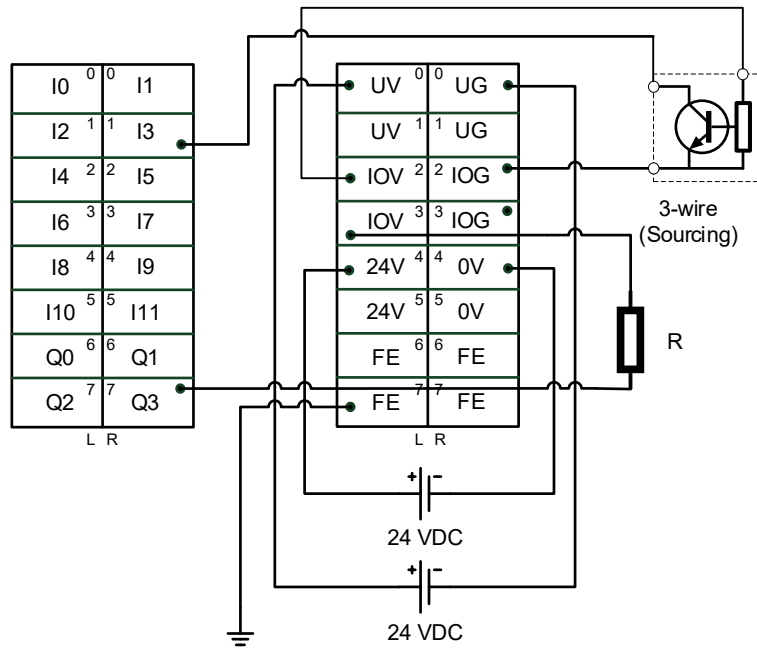 I0 0 0 I1
I2 1 1 I3
I4 2 2 I5
I6 3 3 I7
I8 4 4 I9
I10 5 5 I11
Q0 6 6 Q1
Q2 7 7 Q3
L R
UV 0 0 UG
UV 1 1 UG
IOV 2 2 IOG
IOV 3 3 IOG
24V 4 4 0V
24V 5 5 0V
FE 6 6 FE
FE 7 7 FE
L R
3-wire
(Sourcing)
R
+ −
24 VDC
+ −
24 VDC